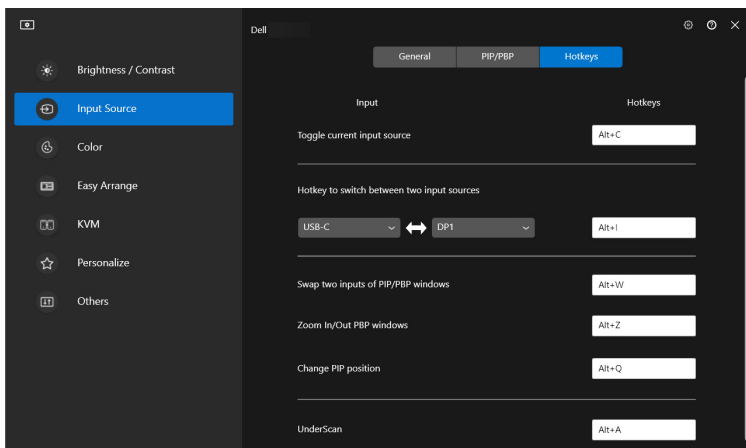 Dell
General PIP/PBP Hotkeys
Brightness / Contrast
Input Source
Color
Easy Arrange
KVM
Personalize
Others
Input Hotkeys
Toggle current input source Alt+C
Hotkey to switch between two input sources
USB-C DP1 Alt+I
Swap two inputs of PIP/PBP windows Alt+W
Zoom In/Out PBP windows Alt+Z
Change PIP position Alt+Q
UnderScan Alt+A